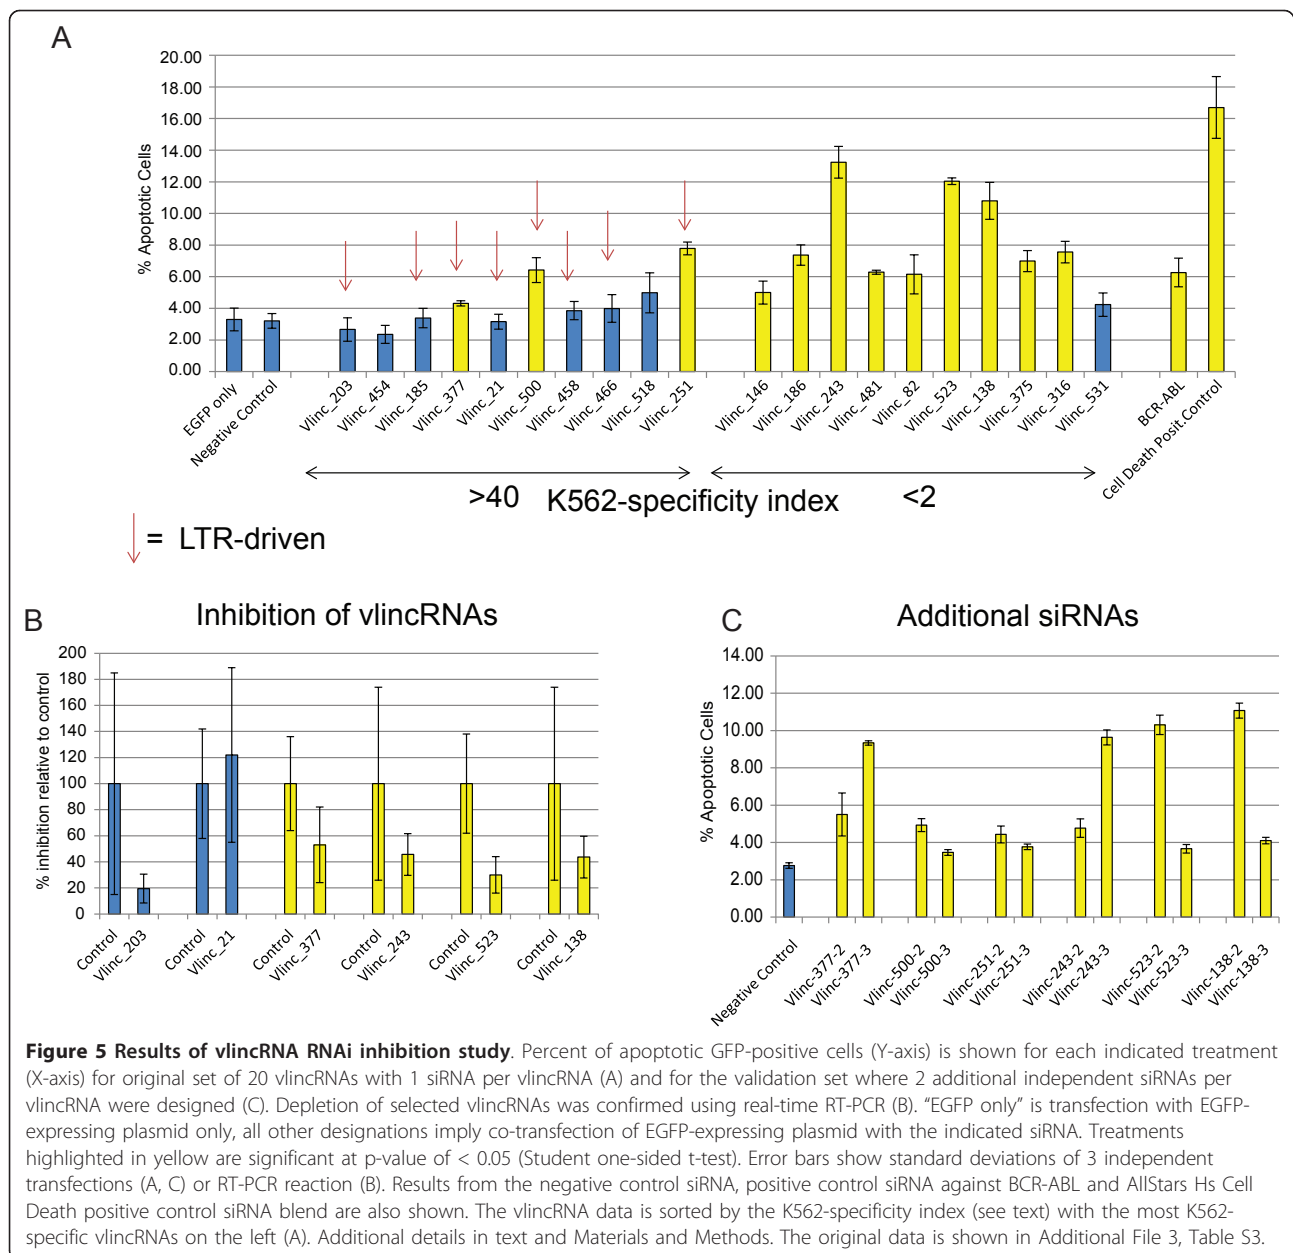 A
20.00
18.00
16.00
14.00
12.00
10.00
8.00
6.00
4.00
2.00
0.00
% Apoptotic Cells
EGFP only
Negative Control
Vlinc_203
Vlinc_454
Vlinc_185
Vlinc_377
Vlinc_21
Vlinc_500
Vlinc_458
Vlinc_466
Vlinc_518
Vlinc_251
Vlinc_146
Vlinc_186
Vlinc_243
Vlinc_481
Vlinc_82
Vlinc_523
Vlinc_138
Vlinc_375
Vlinc_316
Vlinc_531
BCR-ABL
Cell Death Posit.Control
>40 K562-specificity index <2
= LTR-driven
B
Inhibition of vlincRNAs
200
180
160
140
120
100
80
60
40
20
0
% inhibition relative to control
Control
Vlinc_203
Control
Vlinc_21
Control
Vlinc_377
Control
Vlinc_243
Control
Vlinc_523
Control
Vlinc_138
C
Additional siRNAs
14.00
12.00
10.00
8.00
6.00
4.00
2.00
0.00
% Apoptotic Cells
Negative Control
Vlinc-377-2
Vlinc-377-3
Vlinc-500-2
Vlinc-500-3
Vlinc-251-2
Vlinc-251-3
Vlinc-243-2
Vlinc-243-3
Vlinc-523-2
Vlinc-523-3
Vlinc-138-2
Vlinc-138-3
Figure 5 Results of vlincRNA RNAi inhibition study. Percent of apoptotic GFP-positive cells (Y-axis) is shown for each indicated treatment
(X-axis) for original set of 20 vlincRNAs with 1 siRNA per vlincRNA (A) and for the validation set where 2 additional independent siRNAs per
vlincRNA were designed (C). Depletion of selected vlincRNAs was confirmed using real-time RT-PCR (B). "EGFP only" is transfection with EGFP-
expressing plasmid only, all other designations imply co-transfection of EGFP-expressing plasmid with the indicated siRNA. Treatments
highlighted in yellow are significant at p-value of < 0.05 (Student one-sided t-test). Error bars show standard deviations of 3 independent
transfections (A, C) or RT-PCR reaction (B). Results from the negative control siRNA, positive control siRNA against BCR-ABL and AllStars Hs Cell
Death positive control siRNA blend are also shown. The vlincRNA data is sorted by the K562-specificity index (see text) with the most K562-
specific vlincRNAs on the left (A). Additional details in text and Materials and Methods. The original data is shown in Additional File 3, Table S3.